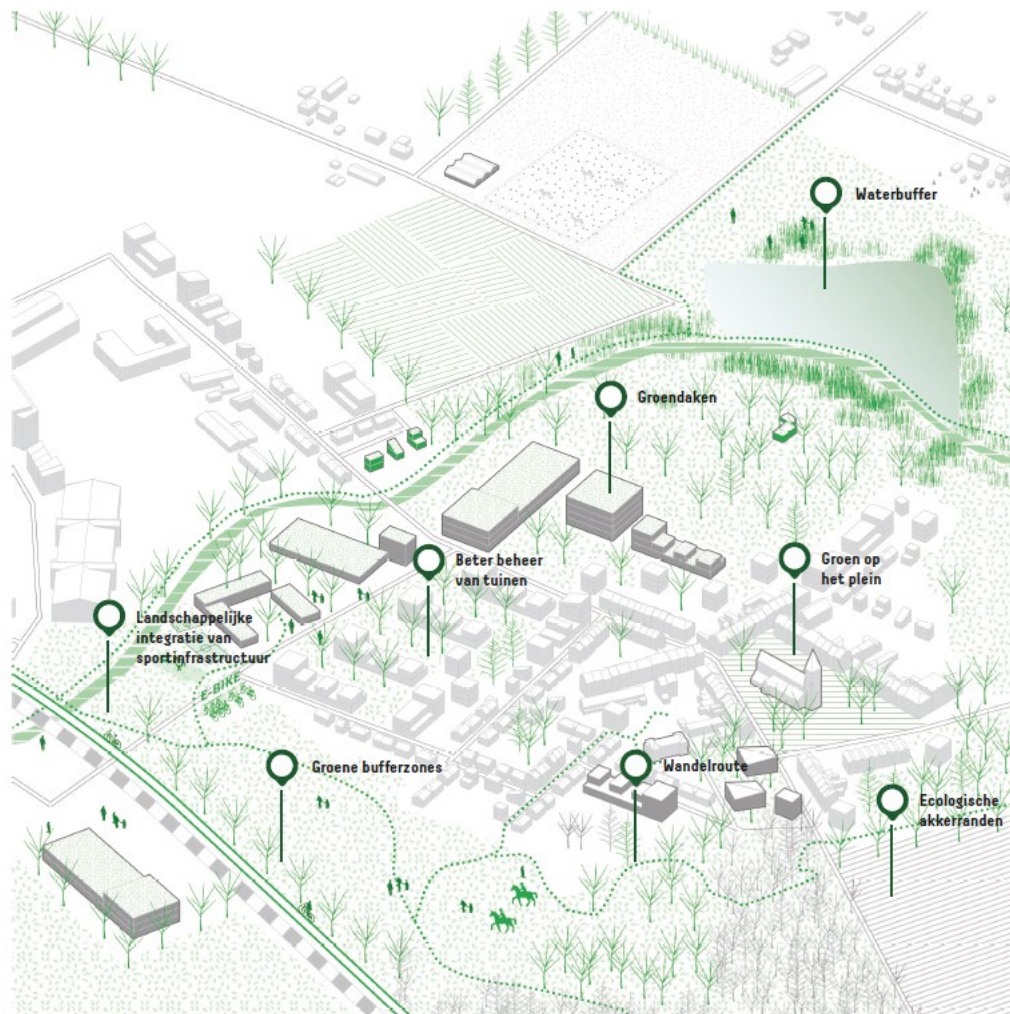 Waterbuffer
Groendaken
Beter beheer
van tuinen
Groen op
het plein
Landschappelijke
integratie van
sportinfrastructuur
E-BIKE
Groene bufferzones
Wandelroute
Ecologische
akkerranden